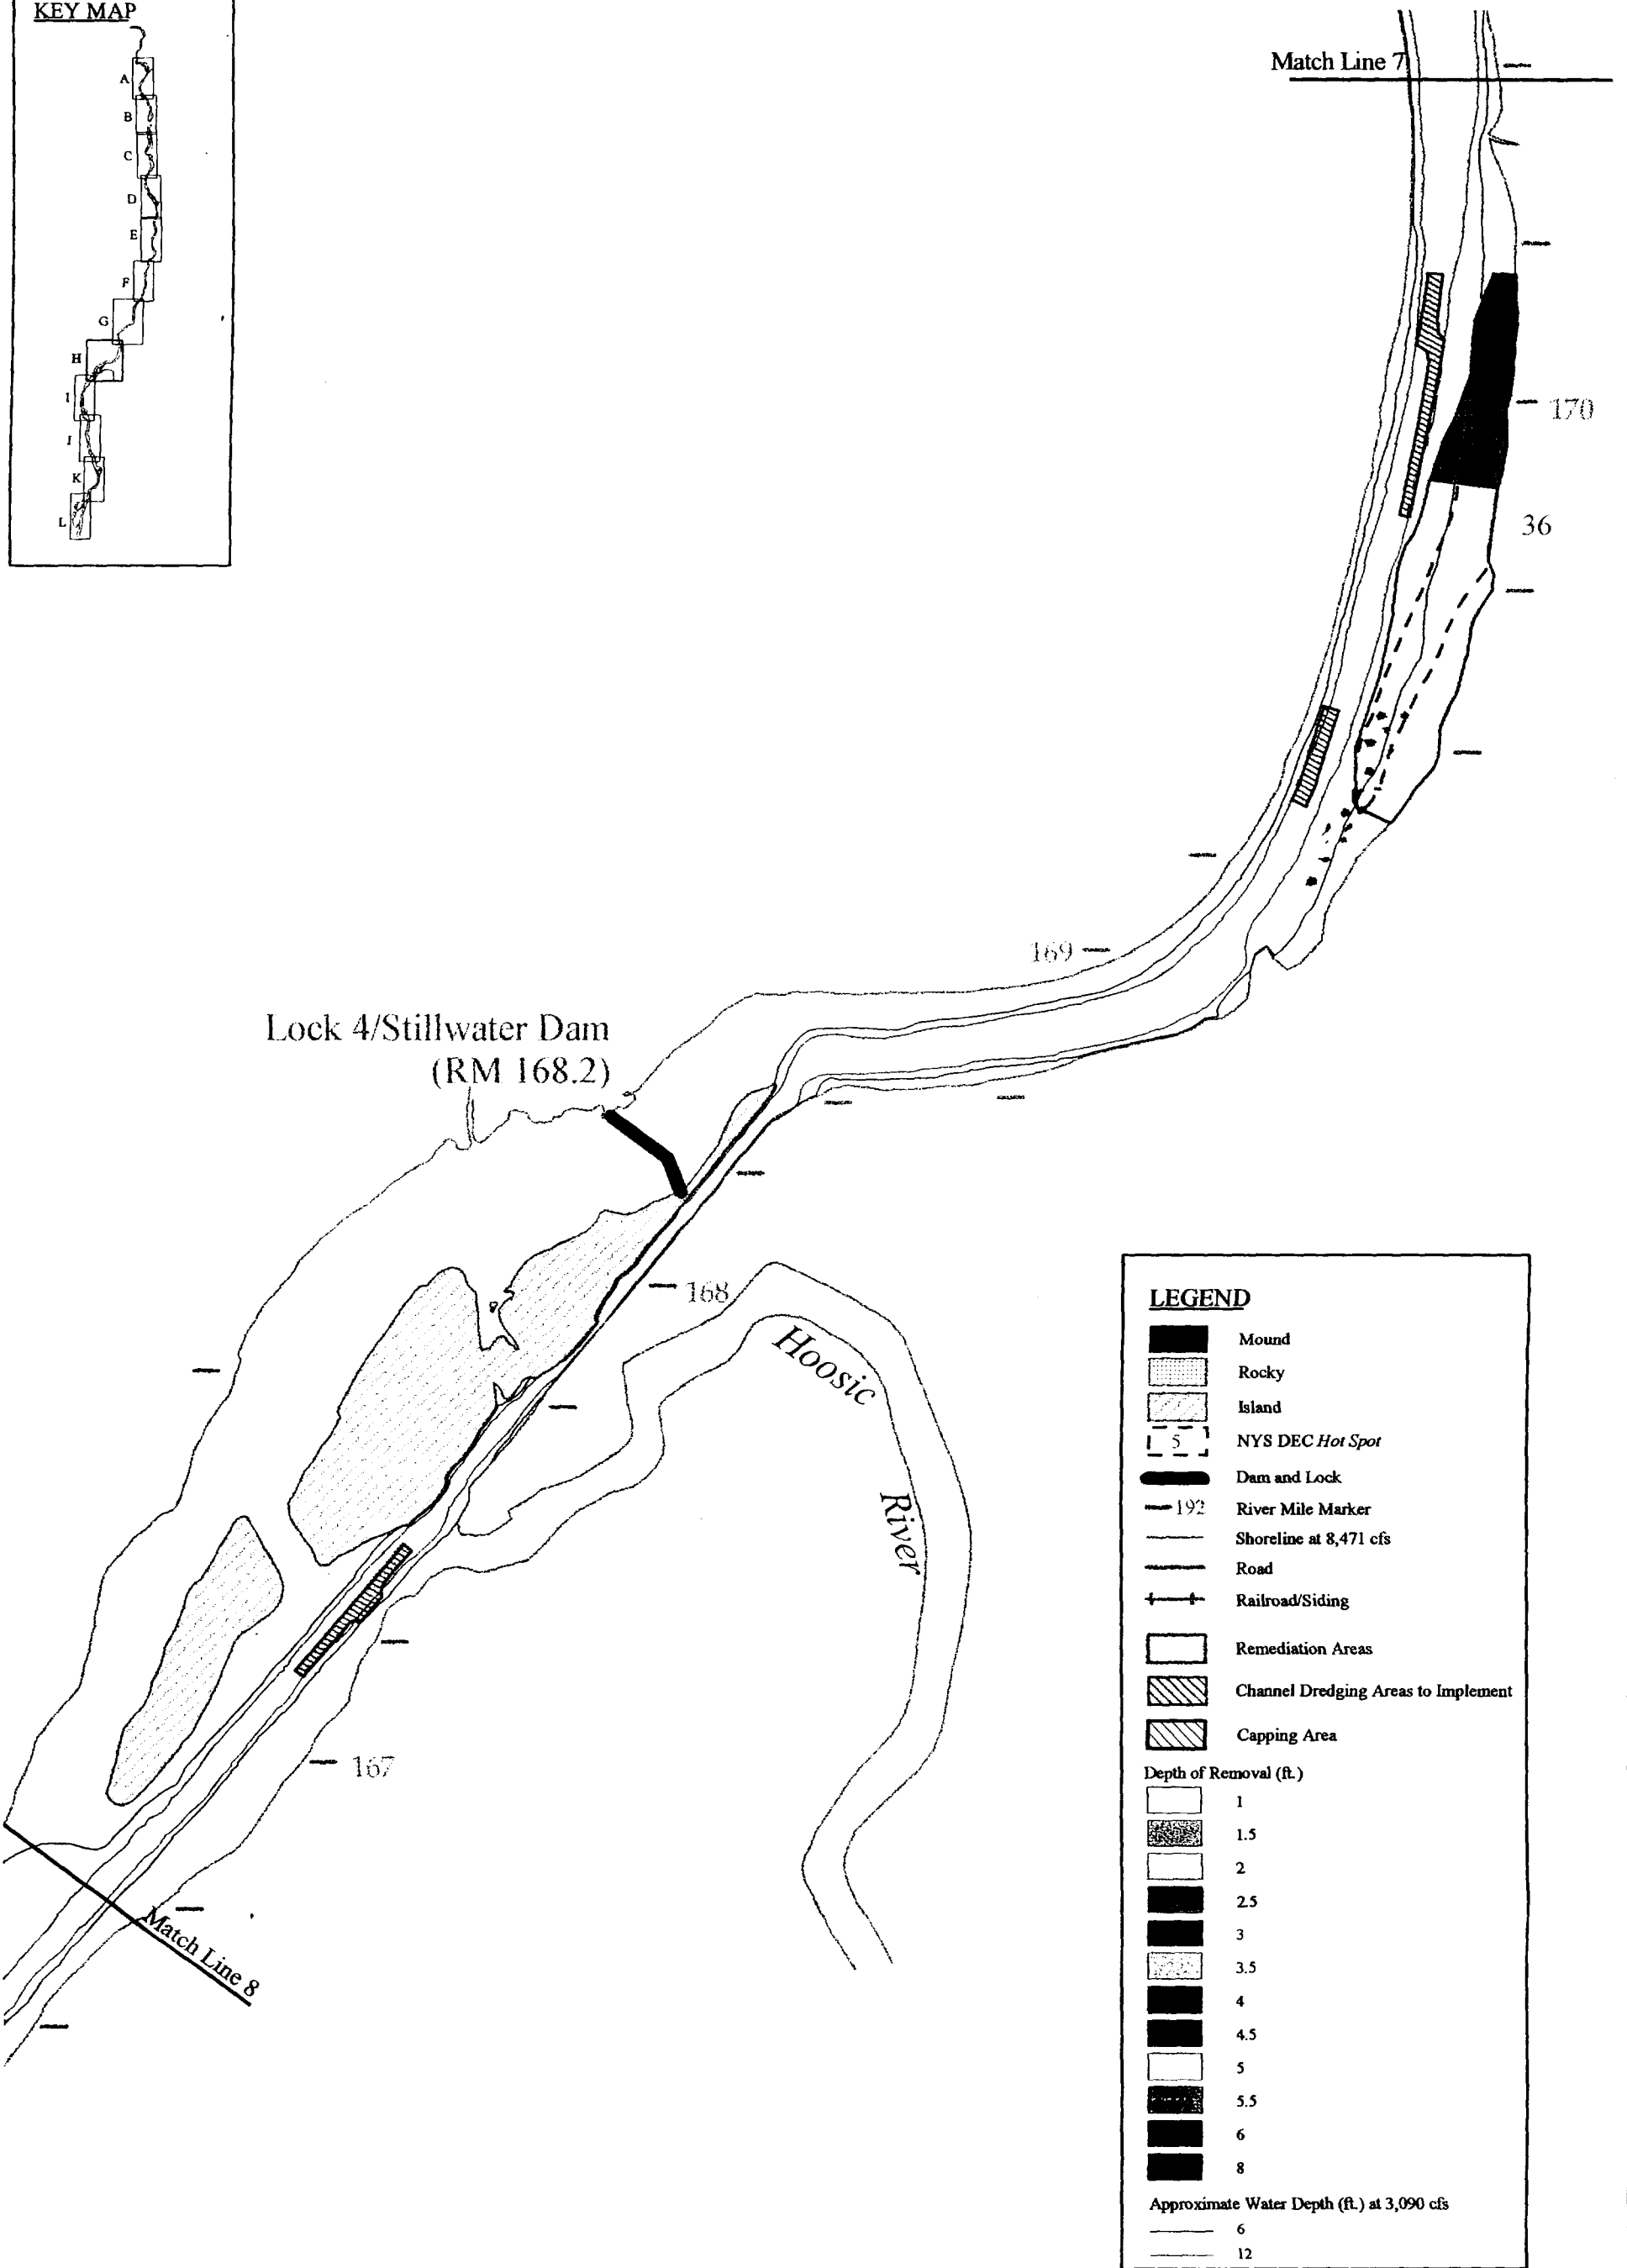 KEY MAP
A
B
C
D
E
F
G
H
I
J
K
L
Match Line 7
170
36
169
Lock 4/Stillwater Dam
(RM 168.2)
168
Hoosic
River
167
Match Line 8
LEGEND
Mound
Rocky
Island
5 NYS DEC Hot Spot
Dam and Lock
192 River Mile Marker
Shoreline at 8,471 cfs
Road
Railroad/Siding
Remediation Areas
Channel Dredging Areas to Implement
Capping Area
Depth of Removal (ft.)
1
1.5
2
2.5
3
3.5
4
4.5
5
5.5
6
8
Approximate Water Depth (ft.) at 3,090 cfs
6
12